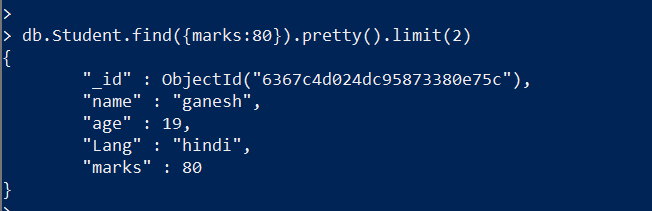 >
> db.Student.find({marks:80}).pretty().limit(2)
{
"_id" : ObjectId("6367c4d024dc95873380e75c"),
"name" : "ganesh",
"age" : 19,
"Lang" : "hindi",
"marks" : 80
}
>